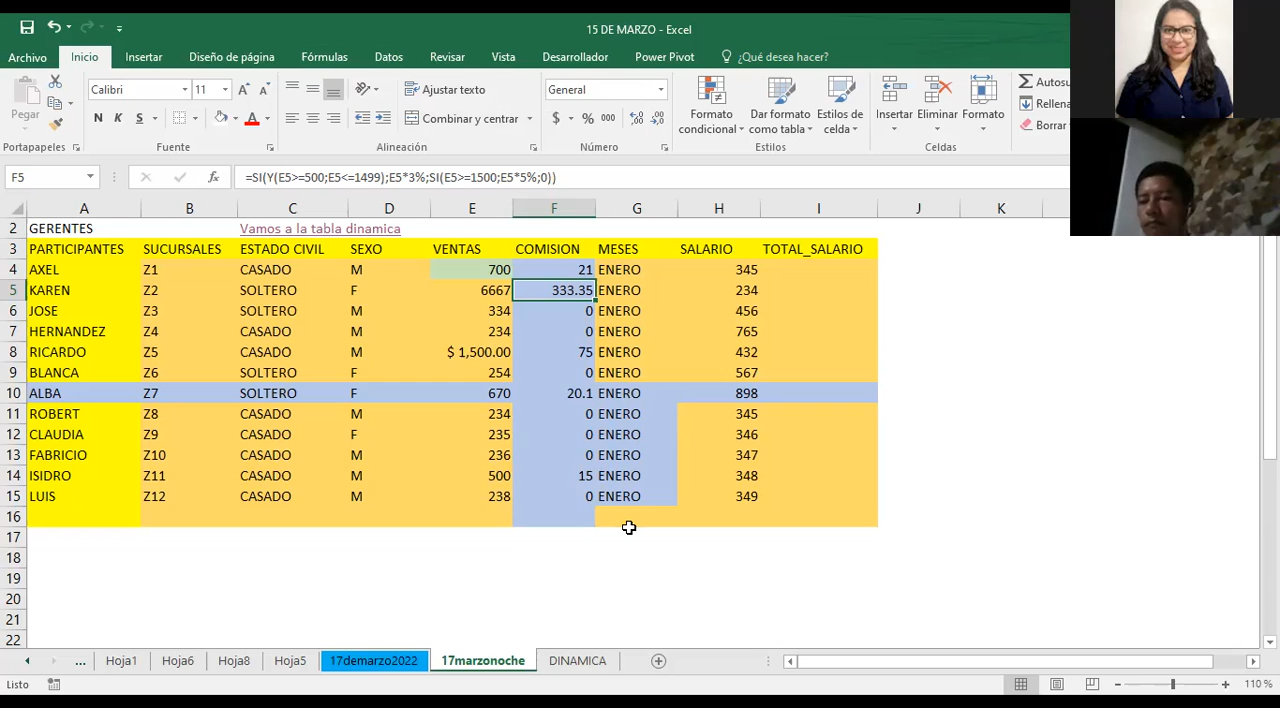 15 DE MARZO - Excel
Archivo Inicio Insertar Diseño de página Fórmulas Datos Revisar Vista Desarrollador Power Pivot ¿Qué desea hacer?
Pegar
Calibri 11
N K S
Ajustar texto
Combinar y centrar
General
$ % 000
Formato condicional
Dar formato como tabla
Estilos de celda
Insertar Eliminar Formato
Autosu
Rellena
Borrar
Portapapeles Fuente Alineación Número Estilos Celdas
F5 fx =SI(Y(E5>=500;E5<=1499);E5*3%;SI(E5>=1500;E5*5%;0))
A B C D E F G H I J K
2 GERENTES Vamos a la tabla dinamica
3 PARTICIPANTES SUCURSALES ESTADO CIVIL SEXO VENTAS COMISION MESES SALARIO TOTAL_SALARIO
4 AXEL Z1 CASADO M 700 21 ENERO 345
5 KAREN Z2 SOLTERO F 6667 333.35 ENERO 234
6 JOSE Z3 SOLTERO M 334 0 ENERO 456
7 HERNANDEZ Z4 CASADO M 234 0 ENERO 765
8 RICARDO Z5 CASADO M $ 1,500.00 75 ENERO 432
9 BLANCA Z6 SOLTERO F 254 0 ENERO 567
10 ALBA Z7 SOLTERO F 670 20.1 ENERO 898
11 ROBERT Z8 CASADO M 234 0 ENERO 345
12 CLAUDIA Z9 CASADO F 235 0 ENERO 346
13 FABRICIO Z10 CASADO M 236 0 ENERO 347
14 ISIDRO Z11 CASADO M 500 15 ENERO 348
15 LUIS Z12 CASADO M 238 0 ENERO 349
16
17
18
19
20
21
22
... Hoja1 Hoja6 Hoja8 Hoja5 17demarzo2022 17marzonoche DINAMICA
Listo 110 %